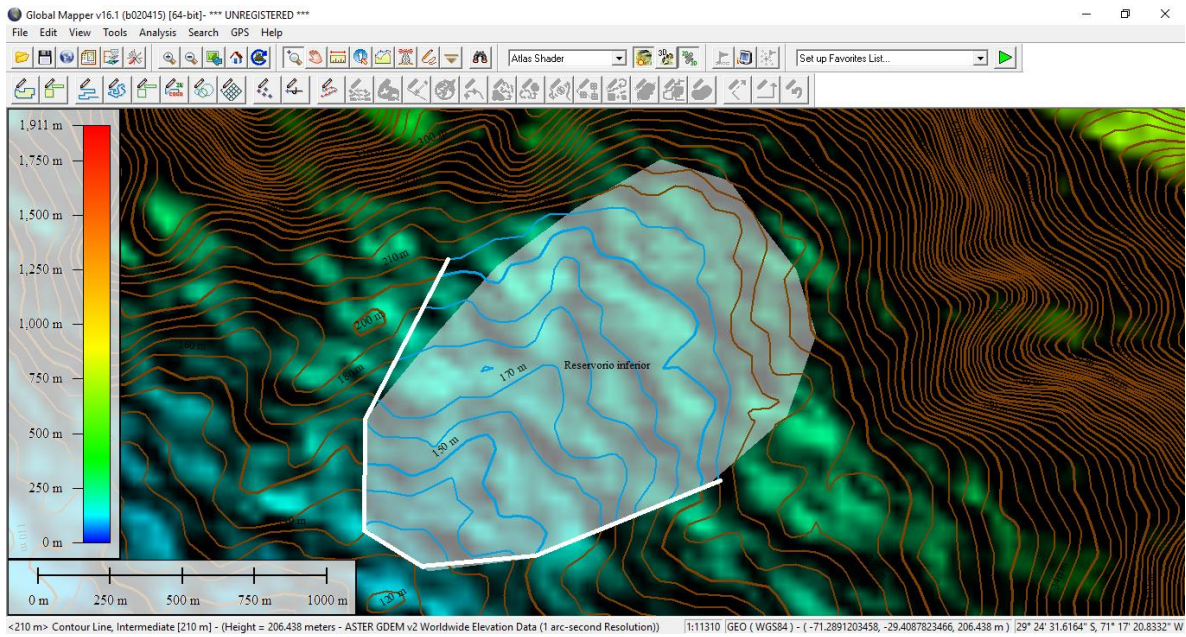 Global Mapper v16.1 (b020415) [64-bit]- *** UNREGISTERED ***
File Edit View Tools Analysis Search GPS Help
Atlas Shader
Set up Favorites List...
1,911 m
1,750 m
1,500 m
1,250 m
1,000 m
750 m
500 m
250 m
0 m
210 m
200 m
170 m
Reservorio inferior
150 m
120 m
0 m 250 m 500 m 750 m 1000 m
<210 m> Contour Line, Intermediate [210 m] - (Height = 206.438 meters - ASTER GDEM v2 Worldwide Elevation Data (1 arc-second Resolution))
1:11310 GEO ( WGS84 ) - ( -71.2891203458, -29.4087823466, 206.438 m ) 29° 24' 31.6164" S, 71° 17' 20.8332" W